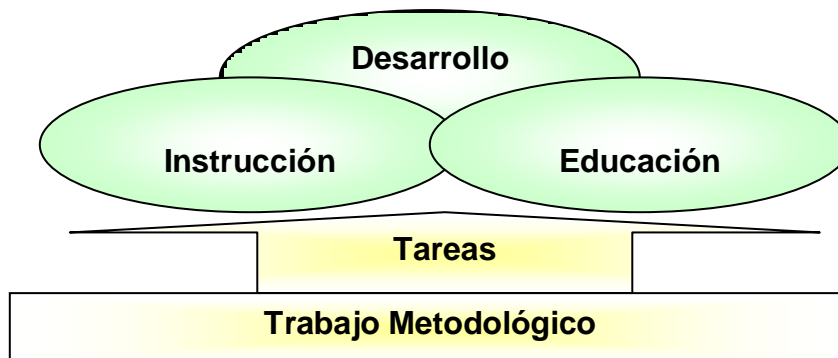 Desarrollo
Instrucción
Educación
Tareas
Trabajo Metodológico